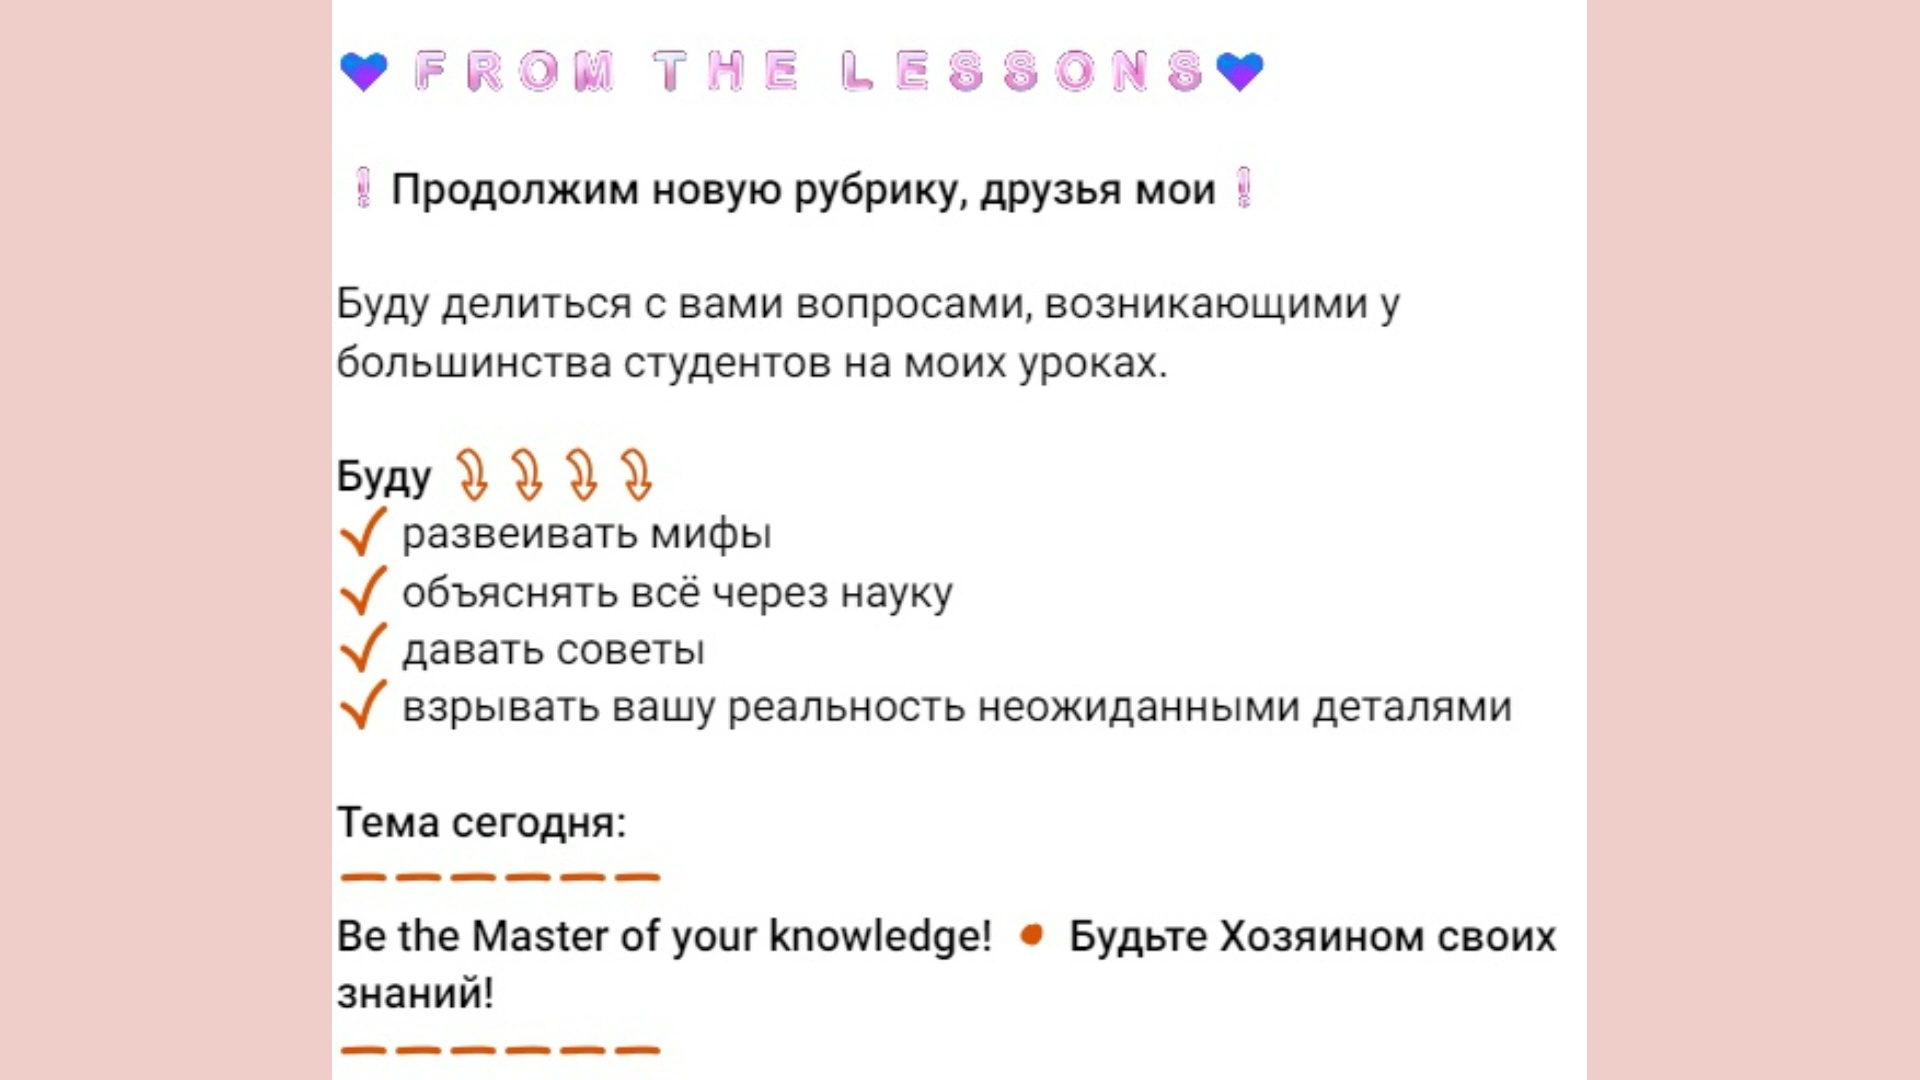 💙 FROM THE LESSONS💙
❗Продолжим новую рубрику, друзья мои❗
Буду делиться с вами вопросами, возникающими у
большинства студентов на моих уроках.
Буду ⤵⤵⤵⤵
✓ развеивать мифы
✓ объяснять всё через науку
✓ давать советы
✓ взрывать вашу реальность неожиданными деталями
Тема сегодня:
— — — — — —
Be the Master of your knowledge! • Будьте Хозяином своих
знаний!
— — — — — —